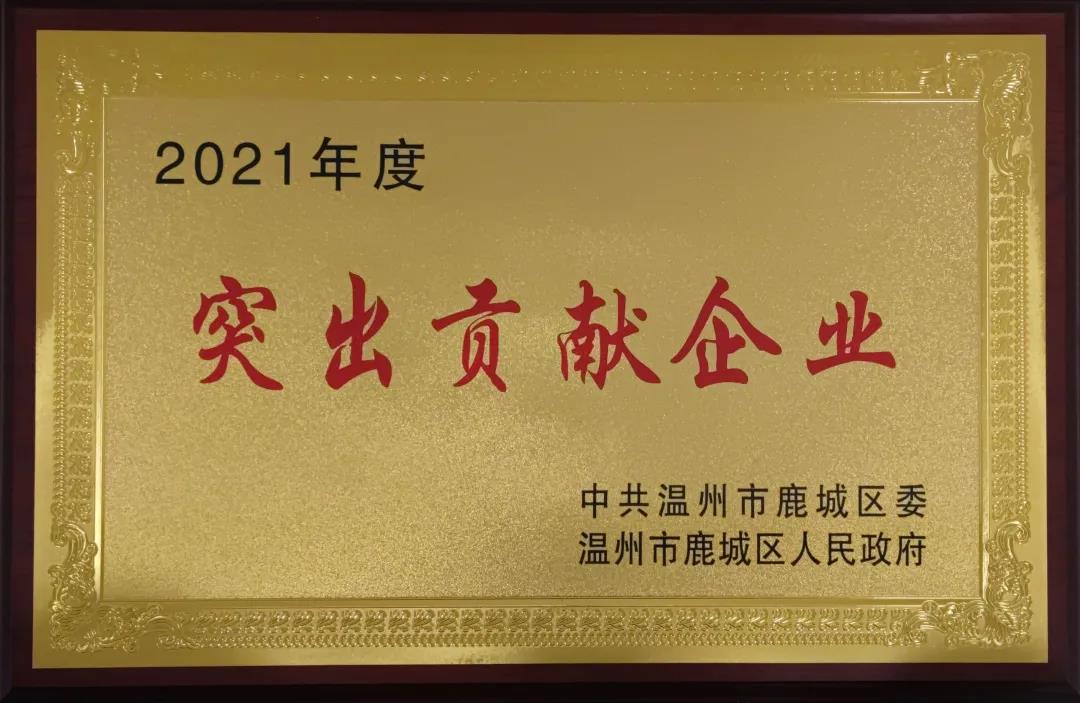 2021年度
突出贡献企业
中共温州市鹿城区委
温州市鹿城区人民政府